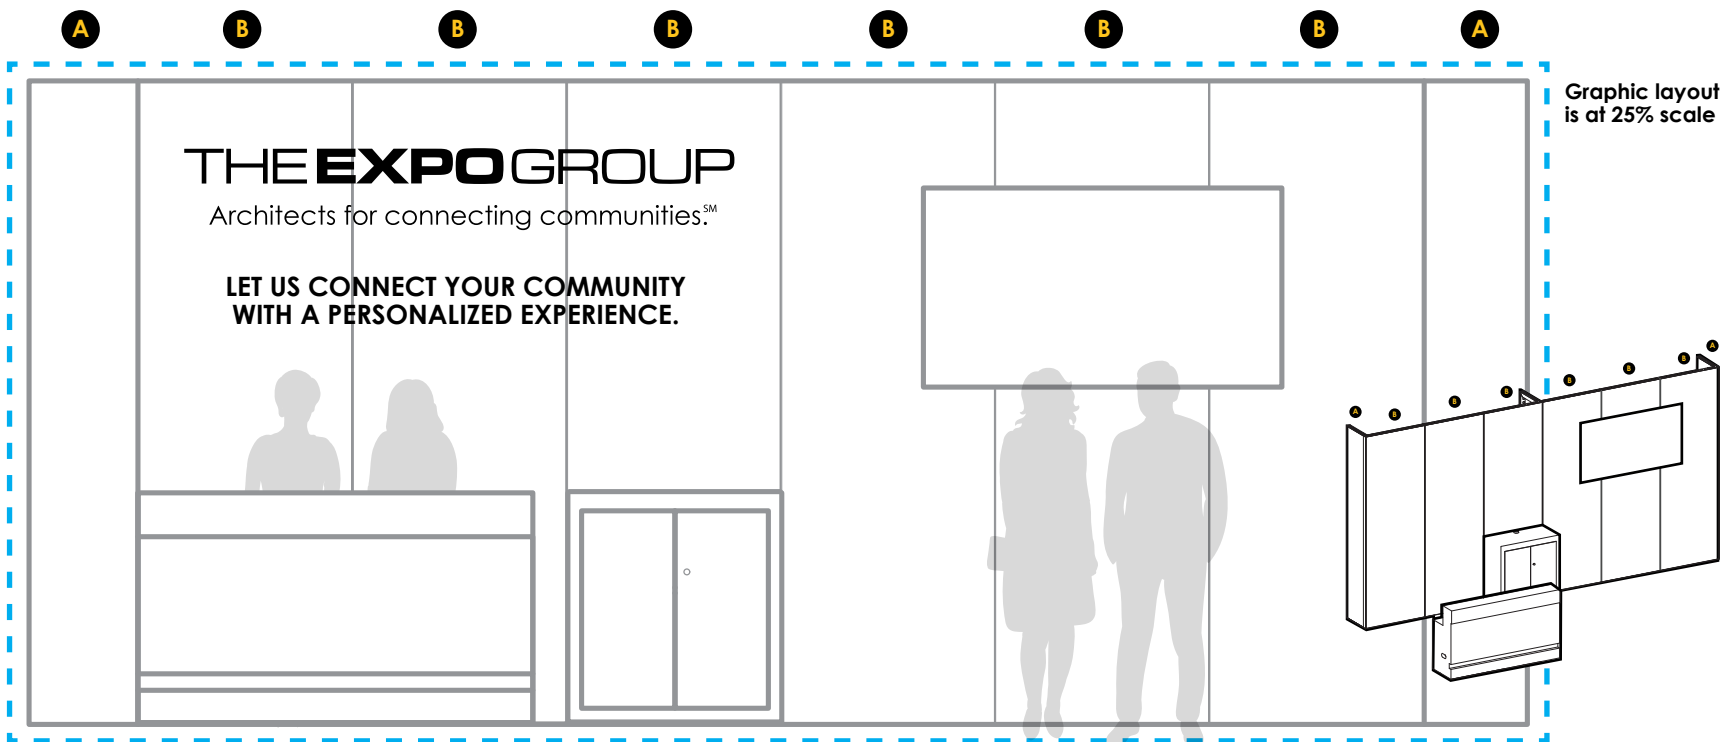 A B B B B B B A
Graphic layout
is at 25% scale
THE EXPO GROUP
Architects for connecting communities.℠
LET US CONNECT YOUR COMMUNITY
WITH A PERSONALIZED EXPERIENCE.
A B B B B B B A